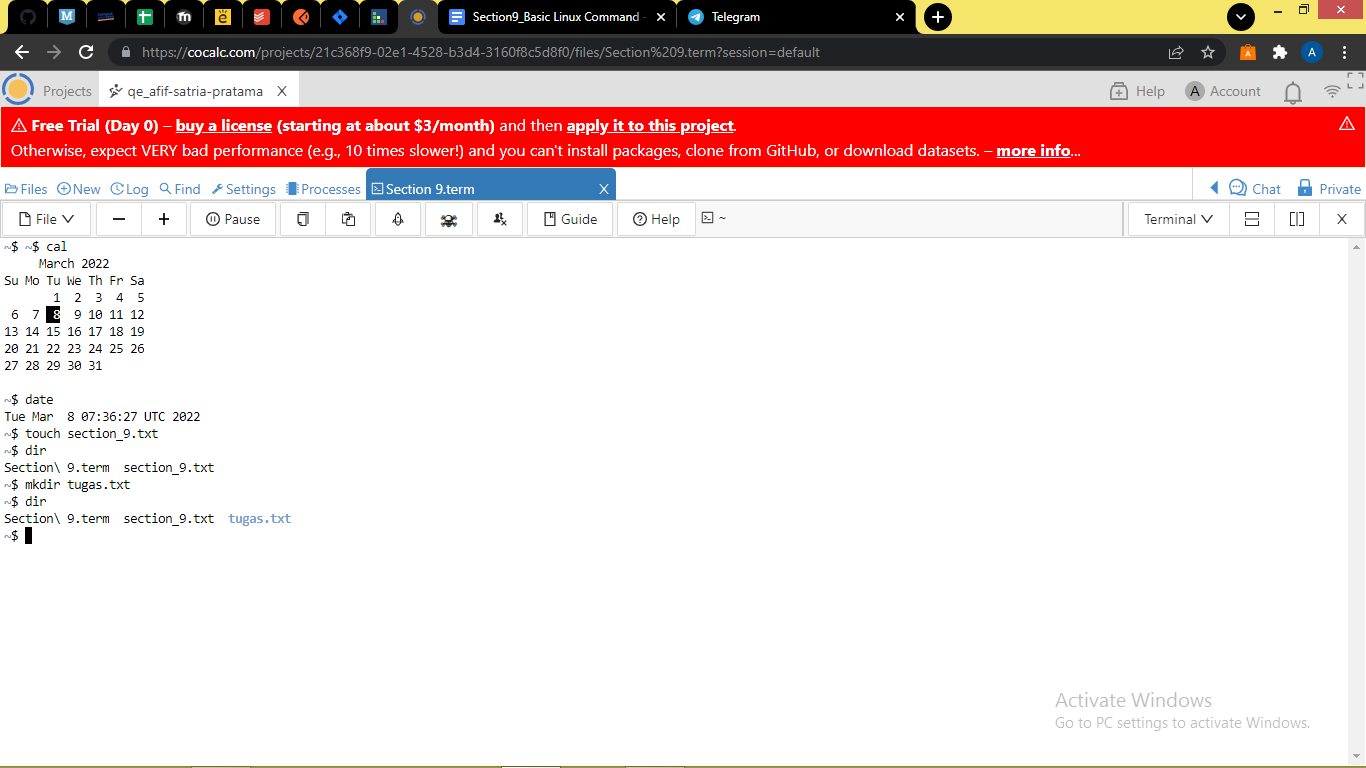 Section9_Basic Linux Command -
Telegram
https://cocalc.com/projects/21c368f9-02e1-4528-b3d4-3160f8c5d8f0/files/Section%209.term?session=default
A
Projects
qe_afif-satria-pratama
Help
A Account
Free Trial (Day 0) – buy a license (starting at about $3/month) and then apply it to this project.
Otherwise, expect VERY bad performance (e.g., 10 times slower!) and you can't install packages, clone from GitHub, or download datasets. – more info...
Files New Log Find Settings Processes Section 9.term Chat Private
File Pause Guide Help ~ Terminal
~$ ~$ cal
     March 2022
Su Mo Tu We Th Fr Sa
       1  2  3  4  5
 6  7  8  9 10 11 12
13 14 15 16 17 18 19
20 21 22 23 24 25 26
27 28 29 30 31
~$ date
Tue Mar  8 07:36:27 UTC 2022
~$ touch section_9.txt
~$ dir
Section\ 9.term  section_9.txt
~$ mkdir tugas.txt
~$ dir
Section\ 9.term  section_9.txt  tugas.txt
~$
Activate Windows
Go to PC settings to activate Windows.